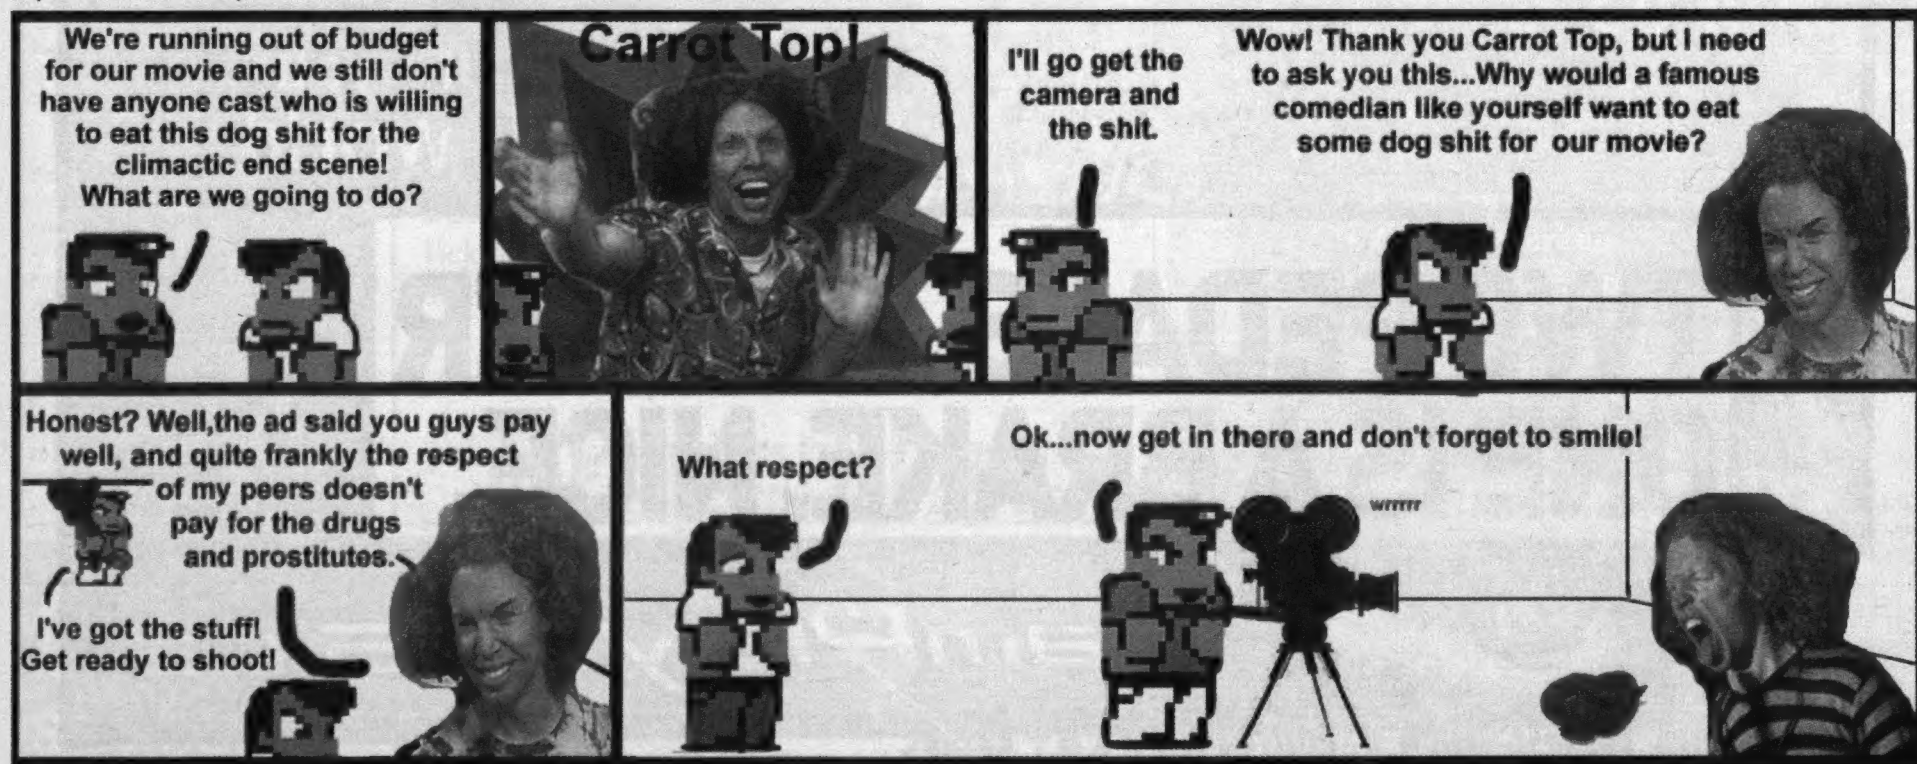 We're running out of budget
for our movie and we still don't
have anyone cast who is willing
to eat this dog shit for the
climactic end scene!
What are we going to do?
Carrot Top!
I'll go get the
camera and
the shit.
Wow! Thank you Carrot Top, but I need
to ask you this...Why would a famous
comedian like yourself want to eat
some dog shit for our movie?
Honest? Well,the ad said you guys pay
well, and quite frankly the respect
of my peers doesn't
pay for the drugs
and prostitutes.
I've got the stuff!
Get ready to shoot!
What respect?
Ok...now get in there and don't forget to smile!
wrrrrr